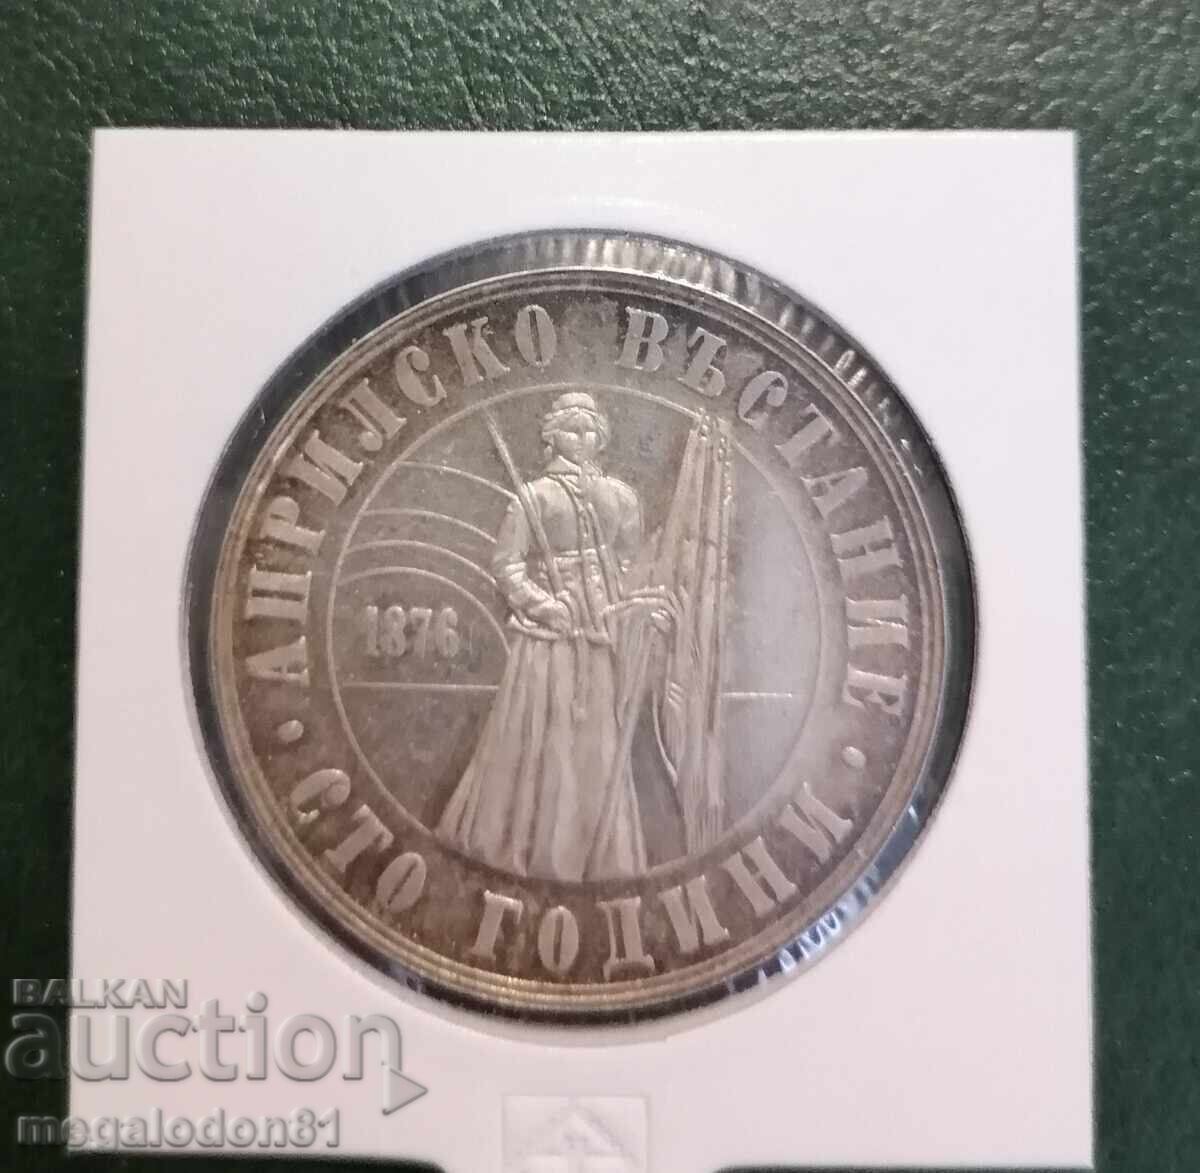 АПРИЛСКО ВЪСТАНИЕ
1876
· СТО ГОДИНИ ·
BALKAN
auction
megalodon81